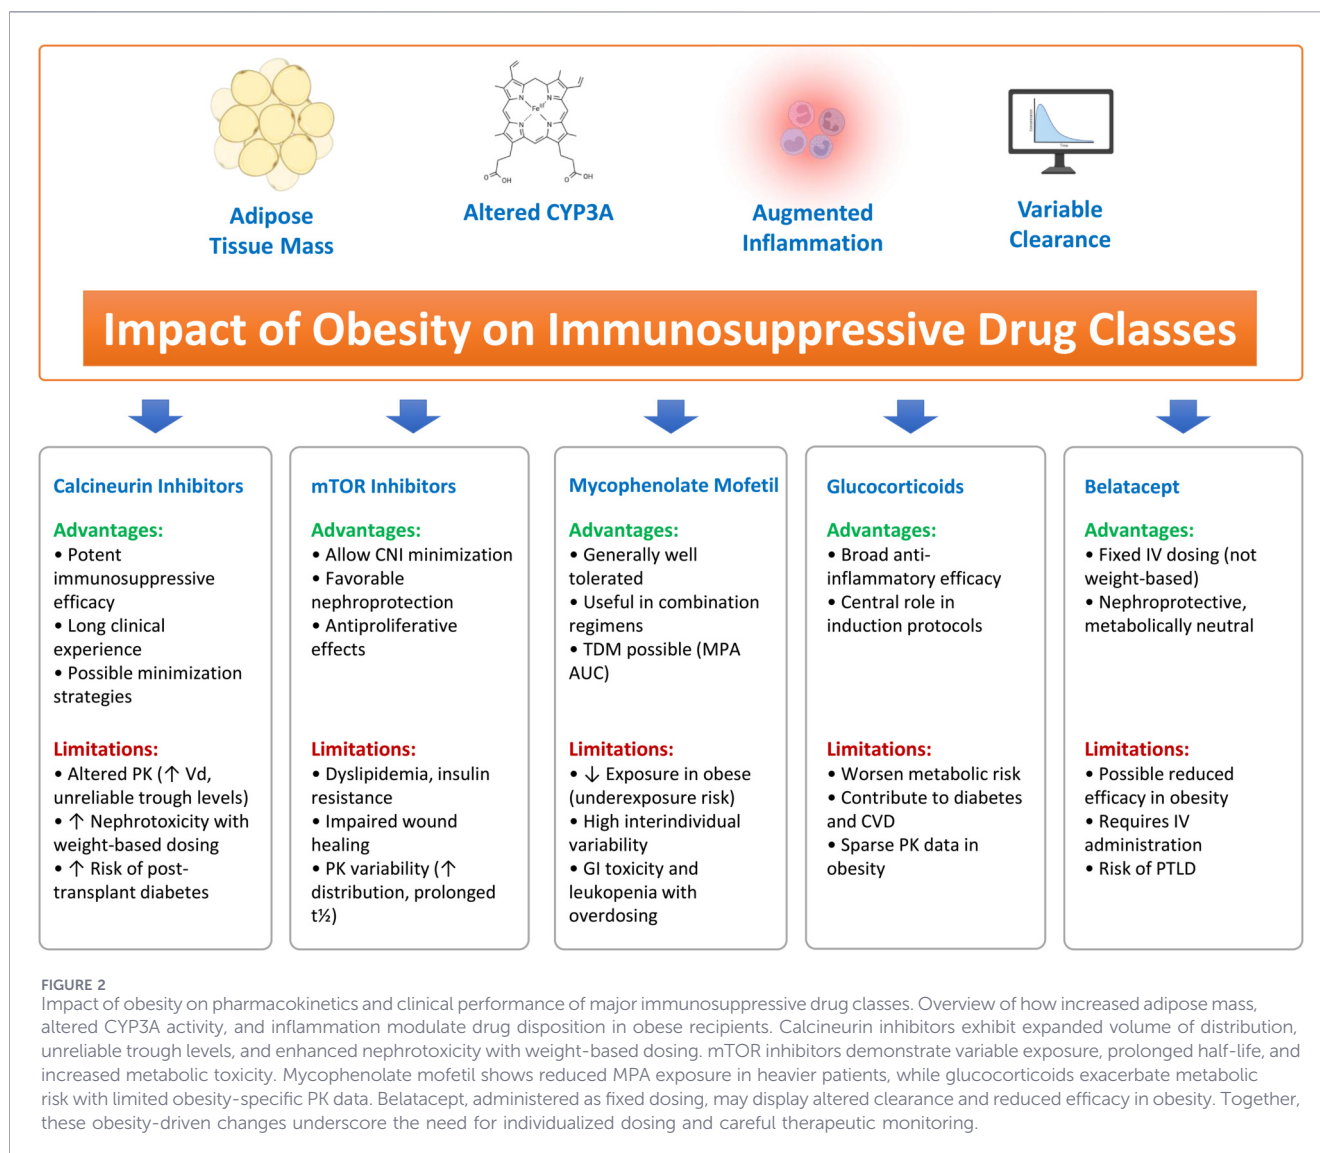 Adipose
Tissue Mass
N
N
N
N
Fe
III
O
OH
O
OH
Altered CYP3A
Augmented
Inflammation
Concentration
Time
Variable
Clearance
Impact of Obesity on Immunosuppressive Drug Classes
Calcineurin Inhibitors
Advantages:
• Potent
immunosuppressive
efficacy
• Long clinical
experience
• Possible minimization
strategies
Limitations:
• Altered PK (↑ Vd,
unreliable trough levels)
• ↑ Nephrotoxicity with
weight-based dosing
• ↑ Risk of post-
transplant diabetes
mTOR Inhibitors
Advantages:
• Allow CNI minimization
• Favorable
nephroprotection
• Antiproliferative
effects
Limitations:
• Dyslipidemia, insulin
resistance
• Impaired wound
healing
• PK variability (↑
distribution, prolonged
t½)
Mycophenolate Mofetil
Advantages:
• Generally well
tolerated
• Useful in combination
regimens
• TDM possible (MPA
AUC)
Limitations:
• ↓ Exposure in obese
(underexposure risk)
• High interindividual
variability
• GI toxicity and
leukopenia with
overdosing
Glucocorticoids
Advantages:
• Broad anti-
inflammatory efficacy
• Central role in
induction protocols
Limitations:
• Worsen metabolic risk
• Contribute to diabetes
and CVD
• Sparse PK data in
obesity
Belatacept
Advantages:
• Fixed IV dosing (not
weight-based)
• Nephroprotective,
metabolically neutral
Limitations:
• Possible reduced
efficacy in obesity
• Requires IV
administration
• Risk of PTLD
FIGURE 2
Impact of obesity on pharmacokinetics and clinical performance of major immunosuppressive drug classes. Overview of how increased adipose mass,
altered CYP3A activity, and inflammation modulate drug disposition in obese recipients. Calcineurin inhibitors exhibit expanded volume of distribution,
unreliable trough levels, and enhanced nephrotoxicity with weight-based dosing. mTOR inhibitors demonstrate variable exposure, prolonged half-life, and
increased metabolic toxicity. Mycophenolate mofetil shows reduced MPA exposure in heavier patients, while glucocorticoids exacerbate metabolic
risk with limited obesity-specific PK data. Belatacept, administered as fixed dosing, may display altered clearance and reduced efficacy in obesity. Together,
these obesity-driven changes underscore the need for individualized dosing and careful therapeutic monitoring.